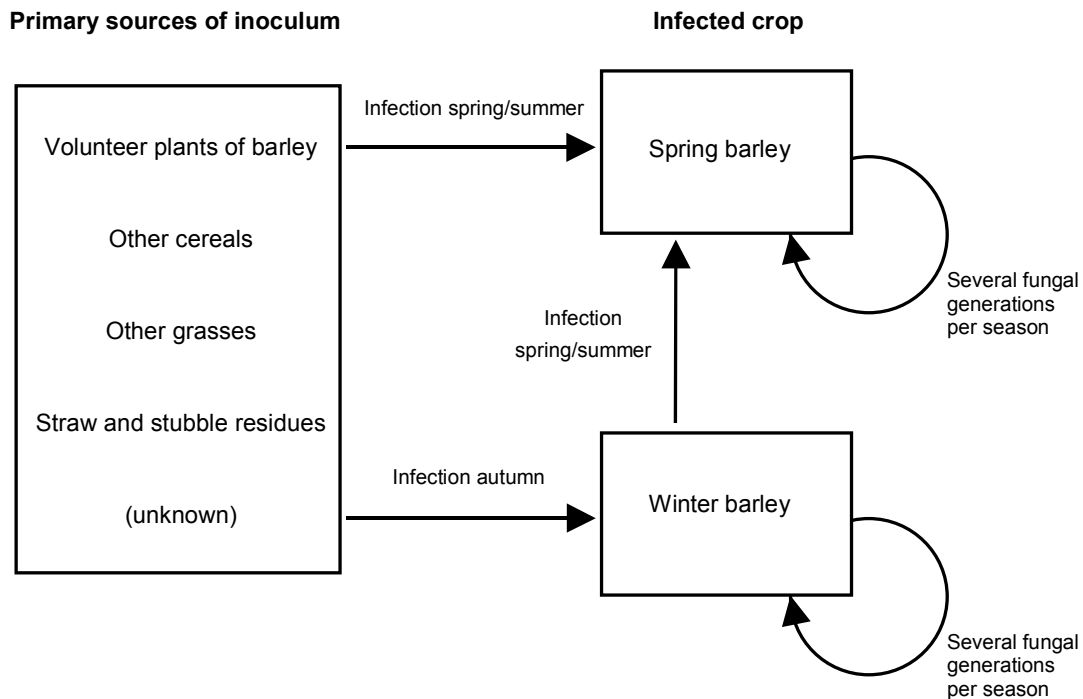 Primary sources of inoculum
Infected crop
Volunteer plants of barley
Other cereals
Other grasses
Straw and stubble residues
(unknown)
Infection spring/summer
Spring barley
Several fungal
generations
per season
Infection
spring/summer
Infection autumn
Winter barley
Several fungal
generations
per season